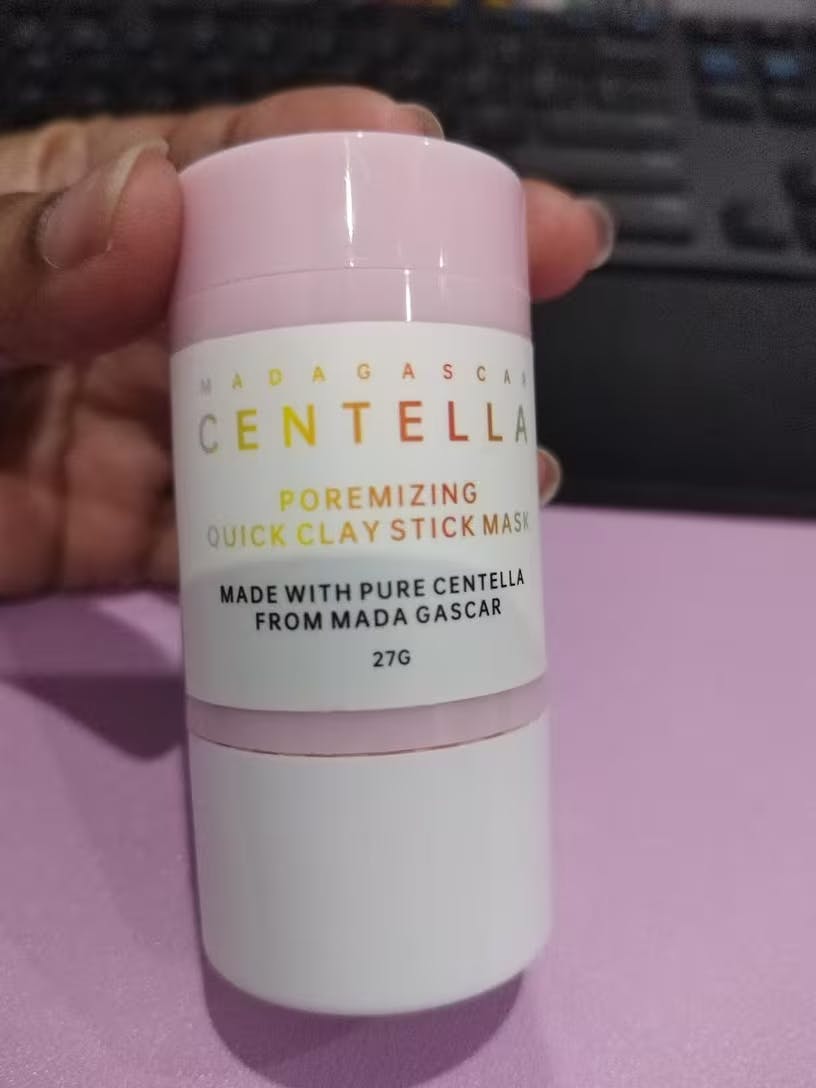 MADAGASCAR
CENTELLA
POREMIZING
QUICK CLAY STICK MASK
MADE WITH PURE CENTELLA
FROM MADA GASCAR
27G